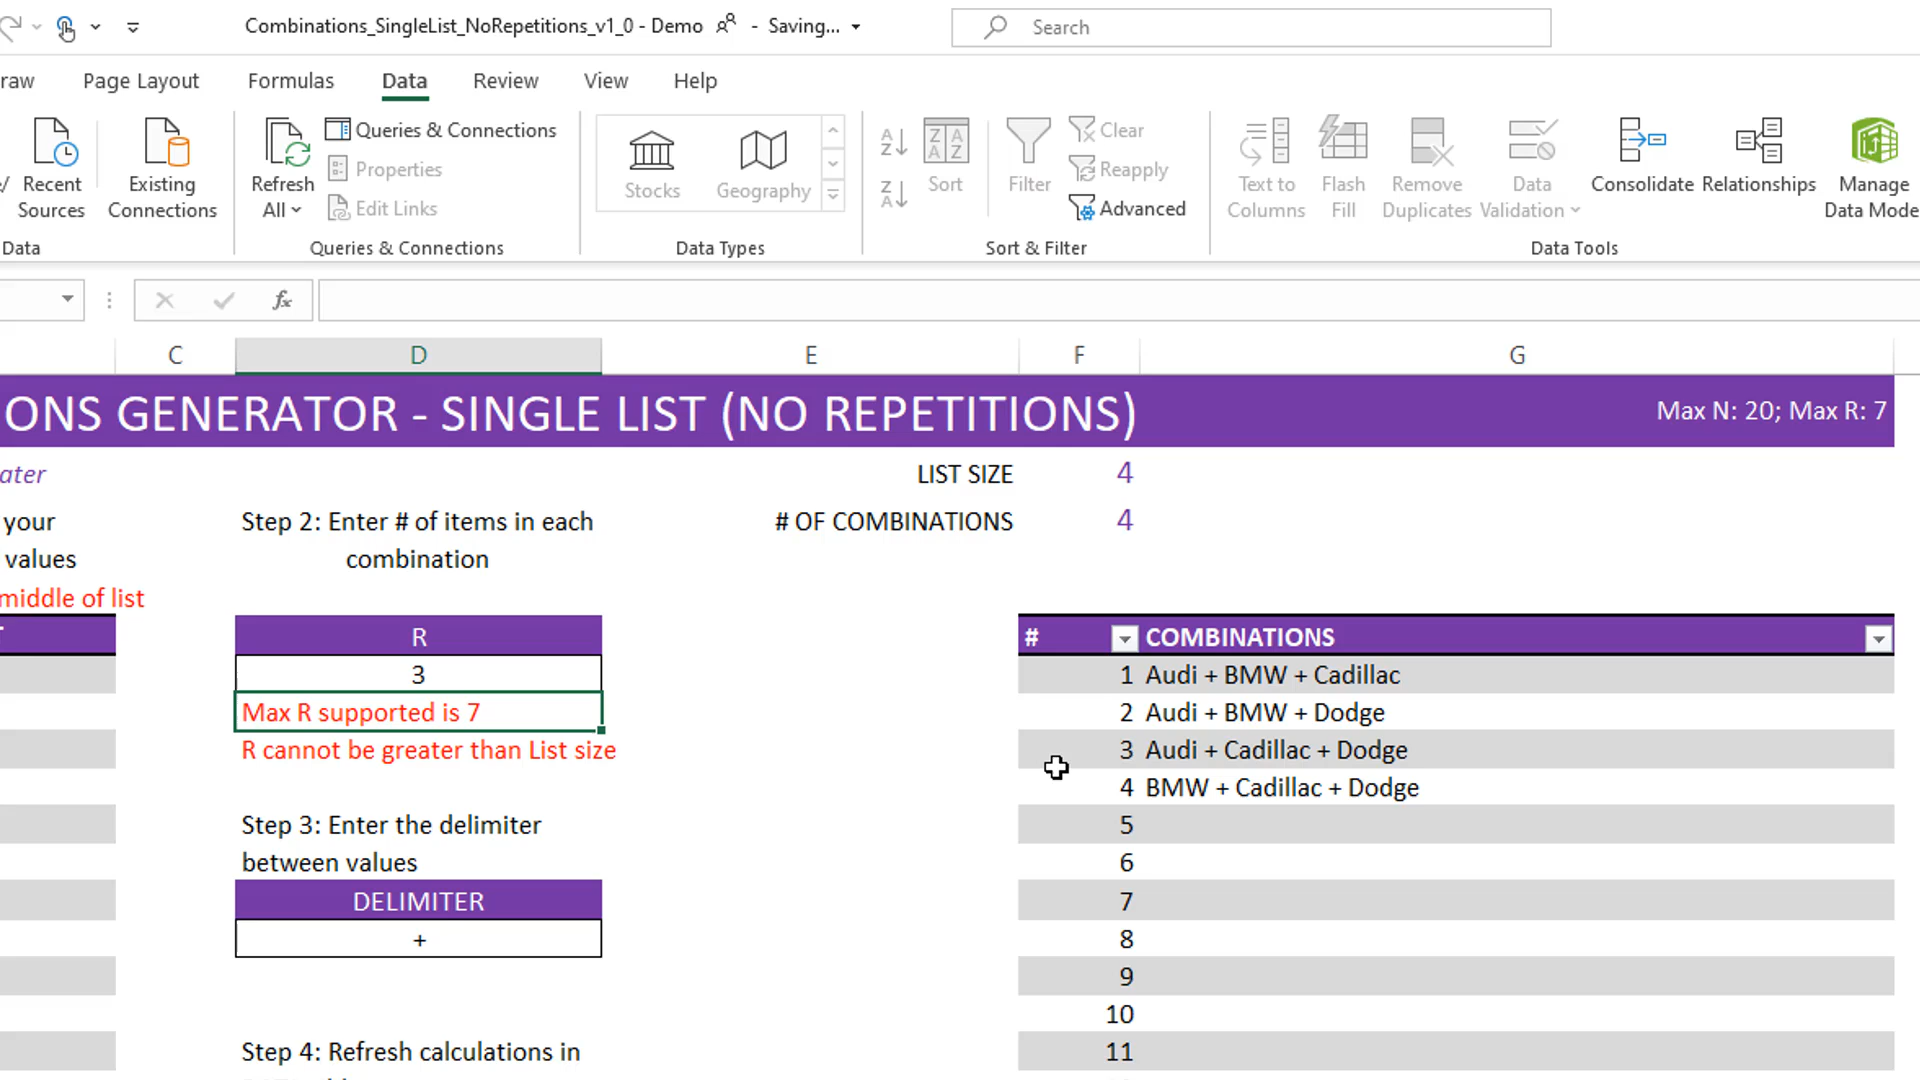 Combinations_SingleList_NoRepetitions_v1_0 - Demo - Saving...
Search
raw Page Layout Formulas Data Review View Help
Recent Sources
Existing Connections
Refresh All
Queries & Connections
Properties
Edit Links
Stocks
Geography
Sort
Filter
Clear
Reapply
Advanced
Text to Columns
Flash Fill
Remove Duplicates
Data Validation
Consolidate
Relationships
Manage Data Mode
Data
Queries & Connections
Data Types
Sort & Filter
Data Tools
fx
C D E F G
ONS GENERATOR - SINGLE LIST (NO REPETITIONS) Max N: 20; Max R: 7
ater
LIST SIZE 4
your
values
middle of list
Step 2: Enter # of items in each
combination
# OF COMBINATIONS 4
R
3
Max R supported is 7
R cannot be greater than List size
Step 3: Enter the delimiter
between values
DELIMITER
+
Step 4: Refresh calculations in
# COMBINATIONS
1 Audi + BMW + Cadillac
2 Audi + BMW + Dodge
3 Audi + Cadillac + Dodge
4 BMW + Cadillac + Dodge
5
6
7
8
9
10
11